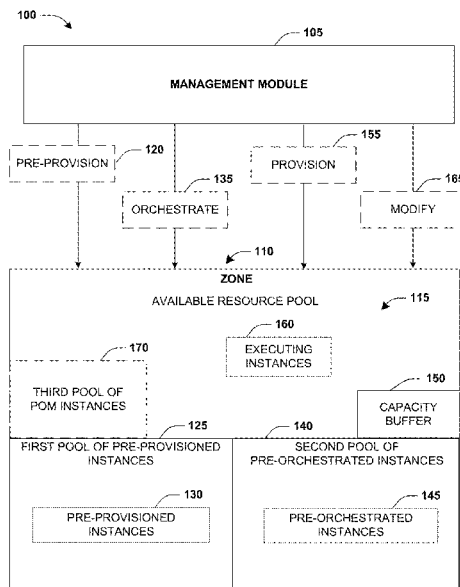 100
105
MANAGEMENT MODULE
PRE-PROVISION
120
135
ORCHESTRATE
155
PROVISION
165
MODIFY
110
ZONE
AVAILABLE RESOURCE POOL
115
160
EXECUTING
INSTANCES
170
THIRD POOL OF
POM INSTANCES
150
CAPACITY
BUFFER
125
FIRST POOL OF PRE-PROVISIONED
INSTANCES
130
PRE-PROVISIONED
INSTANCES
140
SECOND POOL OF
PRE-ORCHESTRATED INSTANCES
145
PRE-ORCHESTRATED
INSTANCES